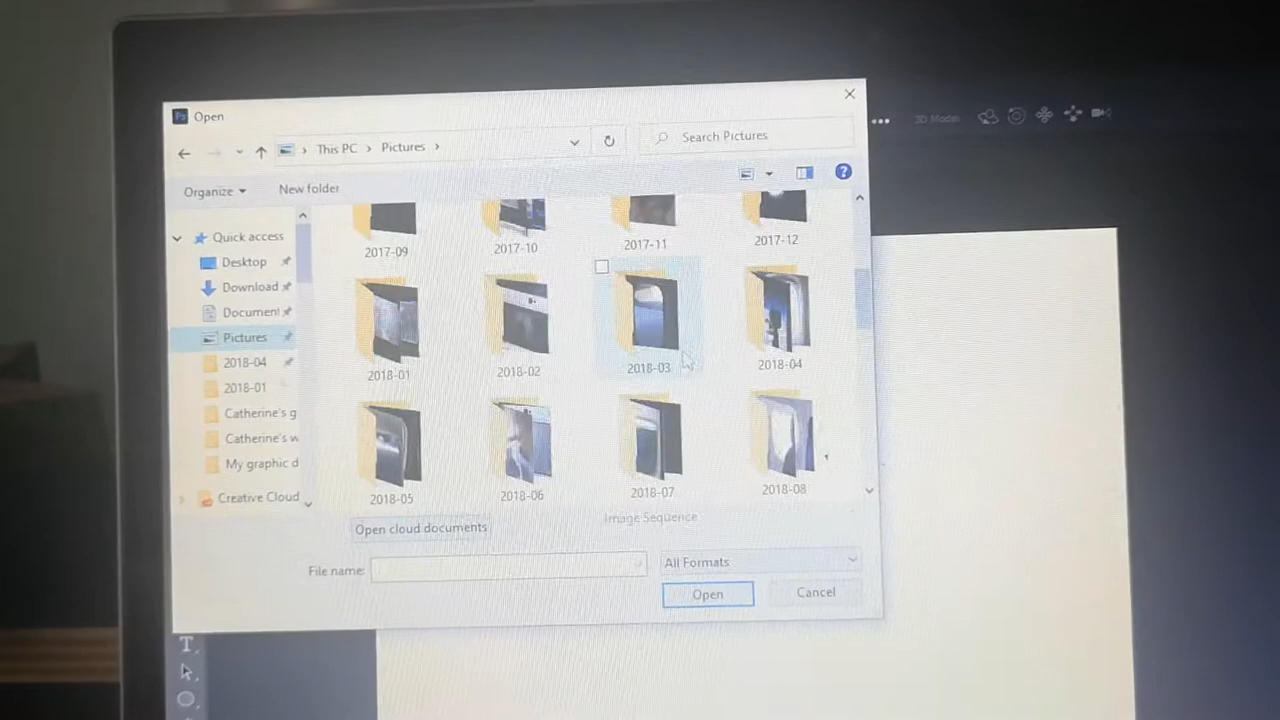 Ps Open
3D Mode:
This PC > Pictures >
Search Pictures
Organize
New folder
Quick access
Desktop
Download
Document
Pictures
2018-04
2018-01
Catherine's g
Catherine's w
My graphic d
Creative Cloud
2017-09
2017-10
2017-11
2017-12
2018-01
2018-02
2018-03
2018-04
2018-05
2018-06
2018-07
2018-08
Open cloud documents
Image Sequence
File name:
All Formats
Open
Cancel
T